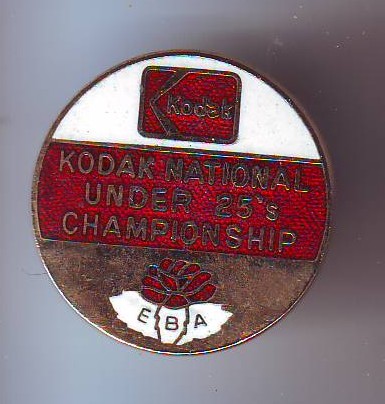 Kodak
KODAK NATIONAL
UNDER 25's
CHAMPIONSHIP
EBA